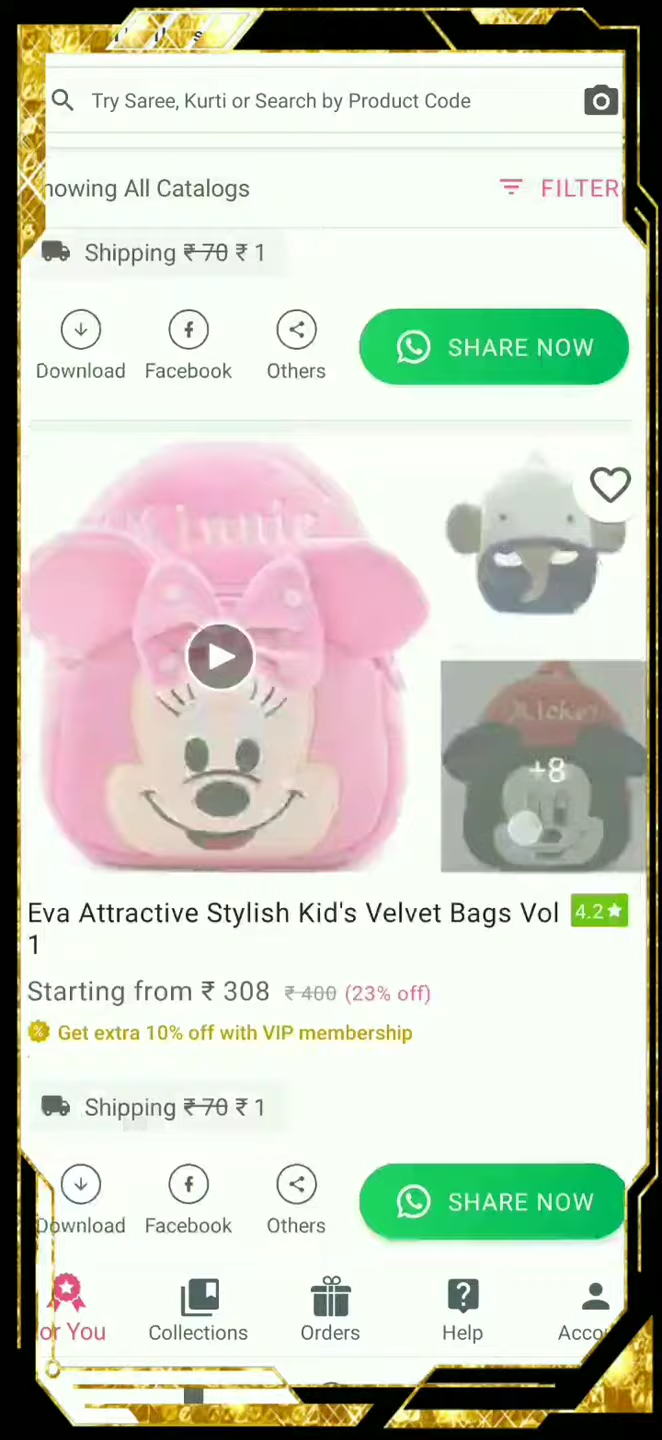 Try Saree, Kurti or Search by Product Code
howing All Catalogs
FILTER
Shipping ₹ 70 ₹ 1
Download
Facebook
Others
SHARE NOW
Minnie
Mickey
+8
Eva Attractive Stylish Kid's Velvet Bags Vol
1
4.2★
Starting from ₹ 308 ₹ 400 (23% off)
Get extra 10% off with VIP membership
Shipping ₹ 70 ₹ 1
Download
Facebook
Others
SHARE NOW
or You
Collections
Orders
Help
Acco